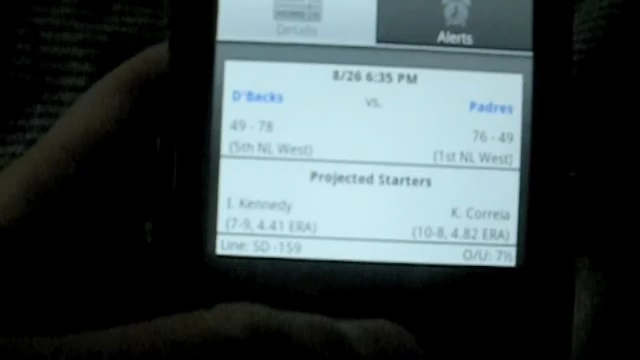 Details
Alerts
8/26 6:35 PM
D'Backs vs. Padres
49 - 78 76 - 49
(5th NL West) (1st NL West)
Projected Starters
I. Kennedy K. Correia
(7-9, 4.41 ERA) (10-8, 4.82 ERA)
Line: SD -159 O/U: 7½